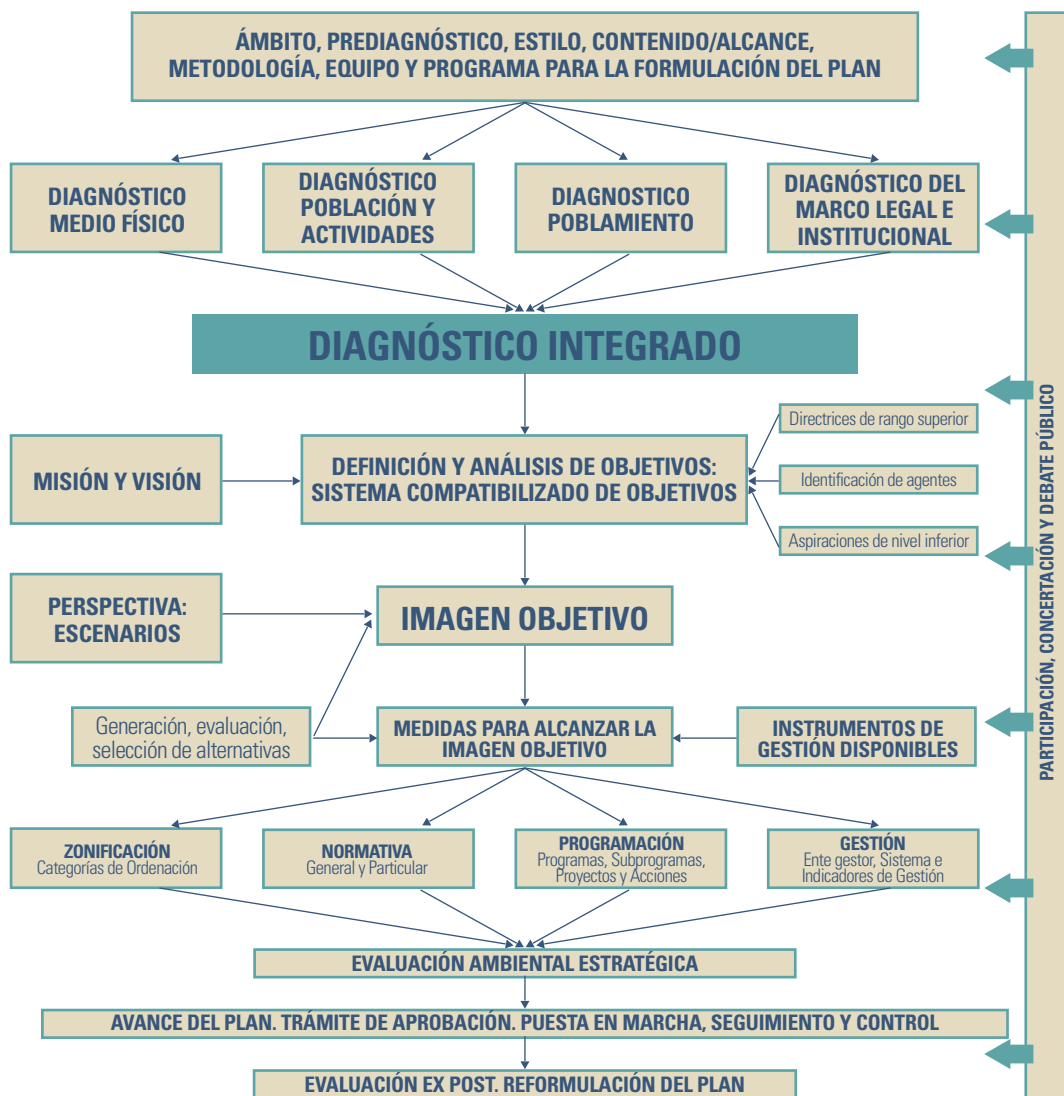 ÁMBITO, PREDIAGNÓSTICO, ESTILO, CONTENIDO/ALCANCE,
METODOLOGÍA, EQUIPO Y PROGRAMA PARA LA FORMULACIÓN DEL PLAN
DIAGNÓSTICO
MEDIO FÍSICO
DIAGNÓSTICO
POBLACIÓN Y
ACTIVIDADES
DIAGNOSTICO
POBLAMIENTO
DIAGNÓSTICO DEL
MARCO LEGAL E
INSTITUCIONAL
DIAGNÓSTICO INTEGRADO
MISIÓN Y VISIÓN
DEFINICIÓN Y ANÁLISIS DE OBJETIVOS:
SISTEMA COMPATIBILIZADO DE OBJETIVOS
Directrices de rango superior
Identificación de agentes
Aspiraciones de nivel inferior
PERSPECTIVA:
ESCENARIOS
IMAGEN OBJETIVO
Generación, evaluación,
selección de alternativas
MEDIDAS PARA ALCANZAR LA
IMAGEN OBJETIVO
INSTRUMENTOS DE
GESTIÓN DISPONIBLES
ZONIFICACIÓN
Categorías de Ordenación
NORMATIVA
General y Particular
PROGRAMACIÓN
Programas, Subprogramas,
Proyectos y Acciones
GESTIÓN
Ente gestor, Sistema e
Indicadores de Gestión
EVALUACIÓN AMBIENTAL ESTRATÉGICA
AVANCE DEL PLAN. TRÁMITE DE APROBACIÓN. PUESTA EN MARCHA, SEGUIMIENTO Y CONTROL
EVALUACIÓN EX POST. REFORMULACIÓN DEL PLAN
PARTICIPACIÓN, CONCERTACIÓN Y DEBATE PÚBLICO